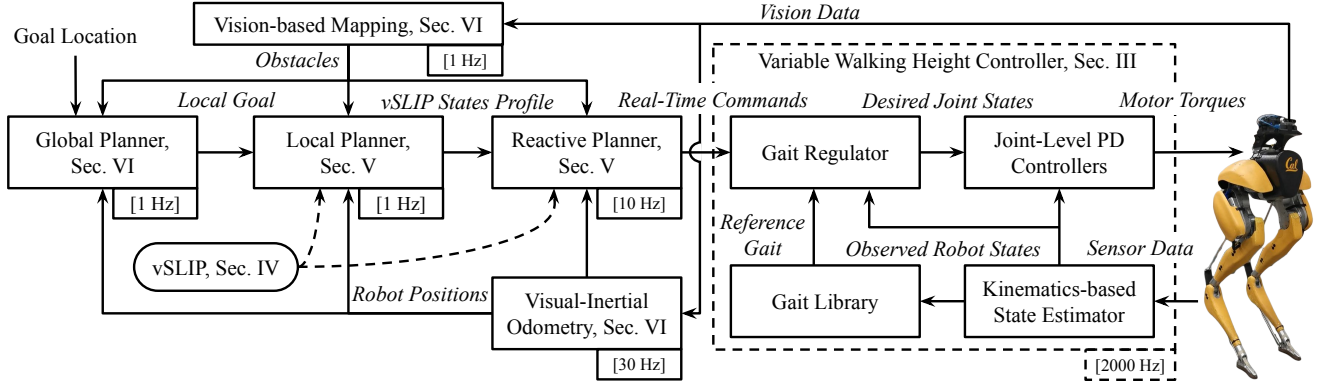 Vision-based Mapping, Sec. VI
[1 Hz]
Vision Data
Goal Location
Obstacles
Variable Walking Height Controller, Sec. III
Local Goal
vSLIP States Profile
Real-Time Commands
Desired Joint States
Motor Torques
Global Planner,
Sec. VI
[1 Hz]
Local Planner,
Sec. V
[1 Hz]
Reactive Planner,
Sec. V
[10 Hz]
Gait Regulator
Joint-Level PD
Controllers
Cal
vSLIP, Sec. IV
Reference
Gait
Observed Robot States
Sensor Data
Robot Positions
Visual-Inertial
Odometry, Sec. VI
[30 Hz]
Gait Library
Kinematics-based
State Estimator
[2000 Hz]